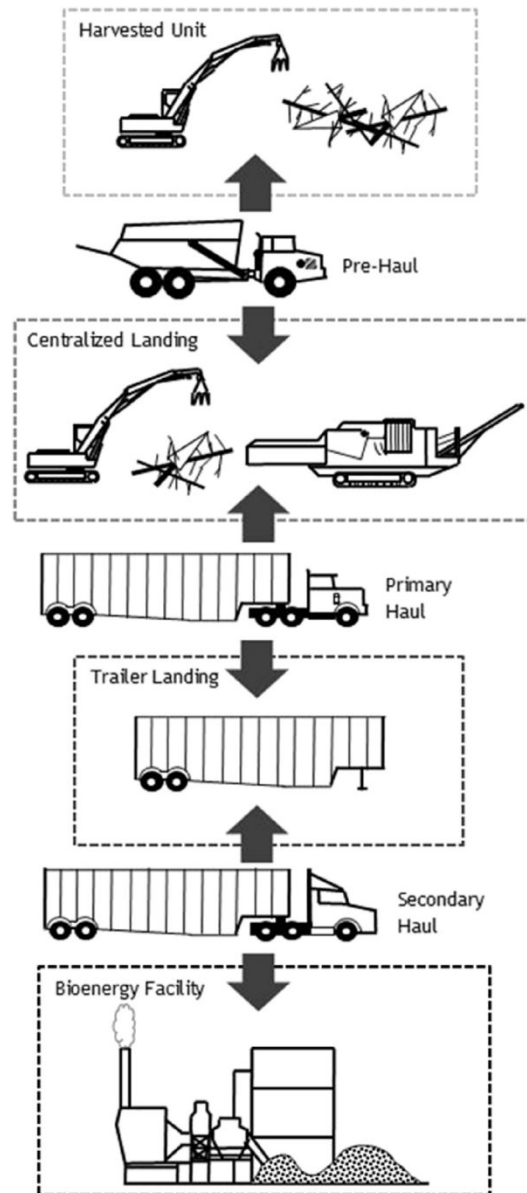 Harvested Unit
Pre-Haul
Centralized Landing
Primary
Haul
Trailer Landing
Secondary
Haul
Bioenergy Facility